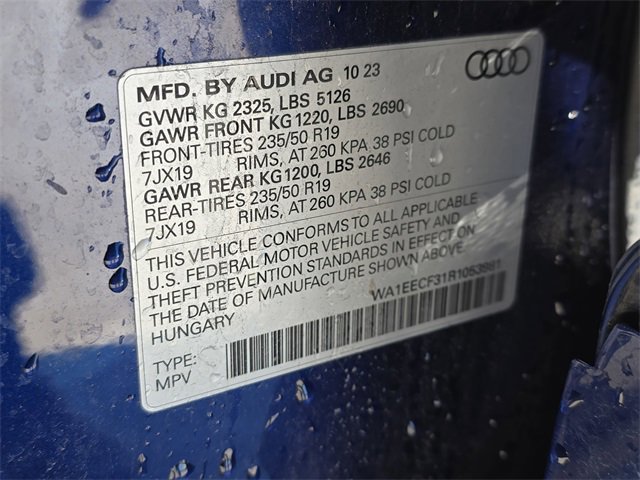 MFD. BY AUDI AG 10 23
GVWR KG 2325, LBS 5126
GAWR FRONT KG 1220, LBS 2690
FRONT-TIRES 235/50 R19
7JX19 RIMS, AT 260 KPA 38 PSI COLD
GAWR REAR KG 1200, LBS 2646
REAR-TIRES 235/50 R19
7JX19 RIMS, AT 260 KPA 38 PSI COLD
THIS VEHICLE CONFORMS TO ALL APPLICABLE
U.S. FEDERAL MOTOR VEHICLE SAFETY AND
THEFT PREVENTION STANDARDS IN EFFECT ON
THE DATE OF MANUFACTURE SHOWN ABOVE.
HUNGARY
WA1EECF31R1053981
TYPE:
MPV